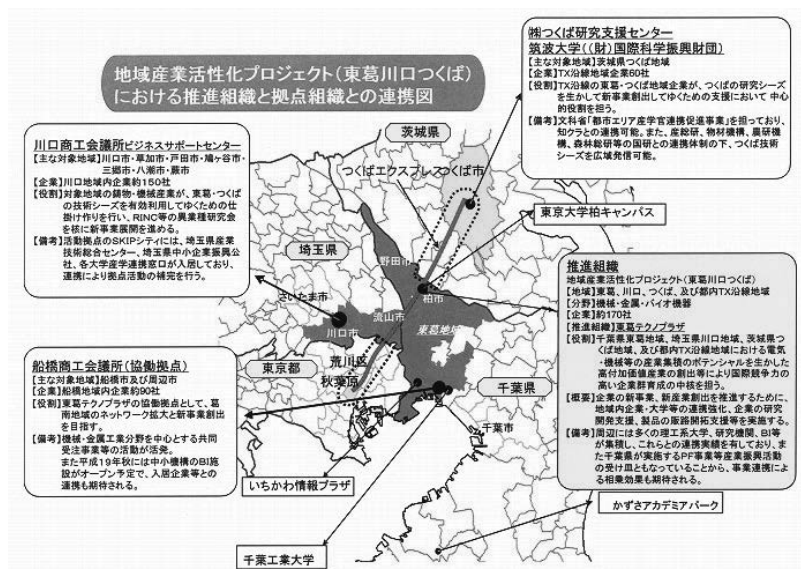 地域産業活性化プロジェクト(東葛川口つくば)
における推進組織と拠点組織との連携図
㈱つくば研究支援センター
筑波大学((財)国際科学振興財団)
【主な対象地域】茨城県つくば地域
【企業】TX沿線地域企業60社
【役割】TX沿線の東葛・つくば地域企業が、つくばの研究シーズ
を生かして新事業創出してゆくための支援において 中心
的役割を担う。
【備考】文科省「都市エリア産学官連携促進事業」を担っており、
知クラとの連携可能。また、産総研、物材機構、農研機
構、森林総研等の国研との連携体制の下、つくば技術
シーズを広域発信可能。
川口商工会議所ビジネスサポートセンター
【主な対象地域】川口市・草加市・戸田市・鳩ヶ谷市・
三郷市・八潮市・蕨市
【企業】川口地域内企業約150社
【役割】対象地域の鋳物・機械産業が、東葛・つくば
の技術シーズを有効利用してゆくための仕
掛け作りを行い、RINC等の異業種研究会
を核に新事業展開を進める。
【備考】活動拠点のSKIPシティには、埼玉県産業
技術総合センター、埼玉県中小企業振興公
社、各大学産学連携窓口が入居しており、
連携により拠点活動の補完を行う。
茨城県
つくばエクスプレス
つくば市
東京大学柏キャンパス
埼玉県
野田市
さいたま市
柏市
流山市
川口市
東葛地域
推進組織
地域産業活性化プロジェクト(東葛川口つくば)
【地域】東葛、川口、つくば、及び都内TX沿線地域
【分野】機械・金属・バイオ機器
【企業】約170社
【推進組織】東葛テクノプラザ
【役割】千葉県東葛地域、埼玉県川口地域、茨城県つ
くば地域、及び都内TX沿線地域における電気
・機械等の産業集積のポテンシャルを生かした高
付加価値産業の創出等により国際競争力の
高い企業群育成の中核を担う。
【概要】企業の新事業、新産業創出を推進するために、
地域内企業・大学等の連携強化、企業の研究
開発支援、製品の販路開拓支援等を実施する。
【備考】周辺には多くの理工系大学、研究機関、BI等
が集積し、これらとの連携実績を有しており、ま
た千葉県が実施するPF事業等産業振興活動
の受け皿ともなっていることから、事業連携によ
る相乗効果も期待される。
東京都
荒川区
秋葉原
千葉県
千葉市
船橋商工会議所(協働拠点)
【主な対象地域】船橋市及び周辺市
【企業】船橋地域内企業約90社
【役割】東葛テクノプラザの協働拠点として、葛
南地域のネットワーク拡大と新事業創出
を目指す。
【備考】機械・金属工業分野を中心とする共同
受注事業等の活動が活発。
また平成19年秋には中小機構のBI施
設がオープン予定で、入居企業等との
連携も期待される。
いちかわ情報プラザ
かずさアカデミアパーク
千葉工業大学